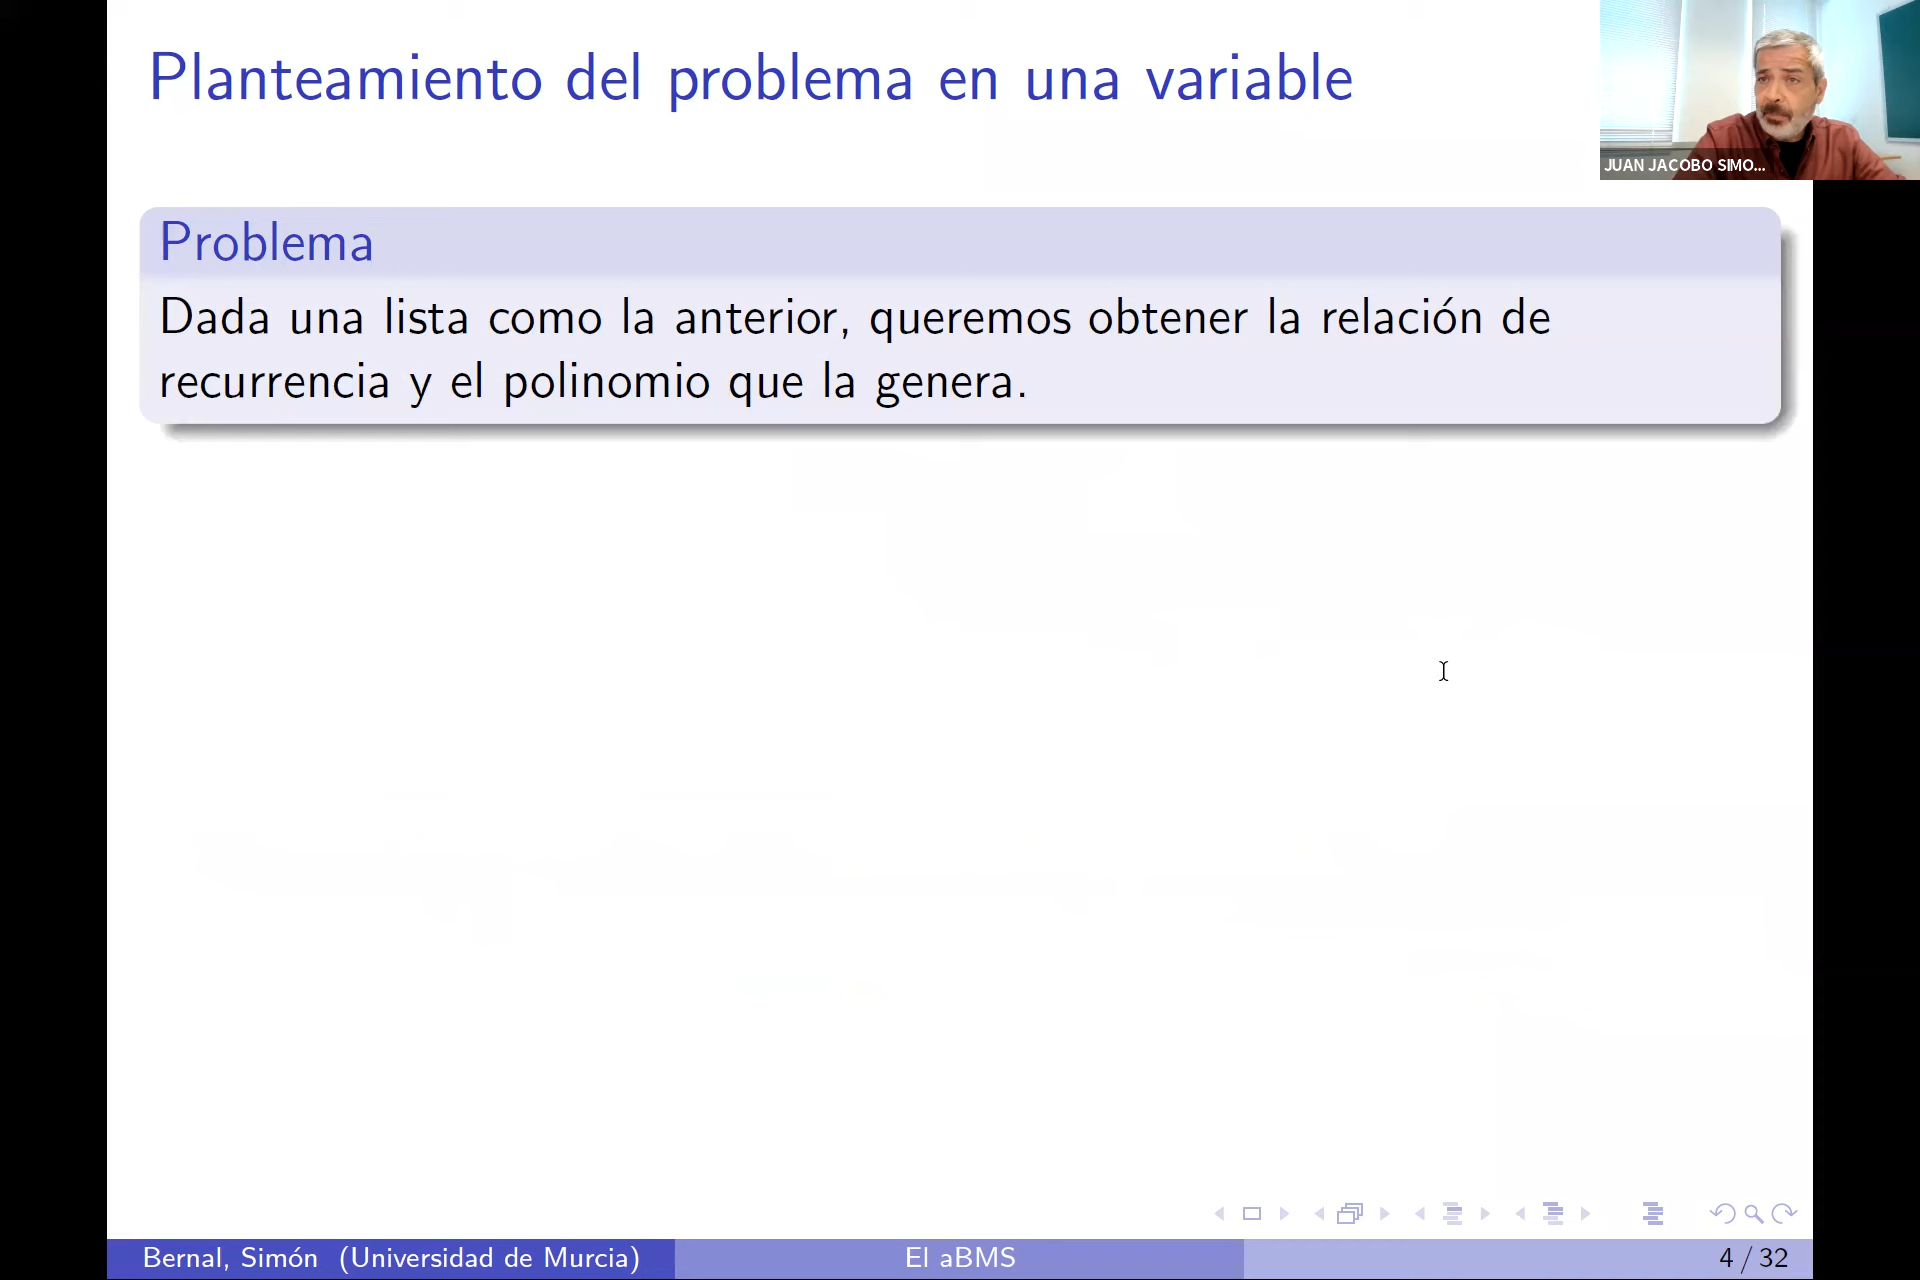 Planteamiento del problema en una variable
JUAN JACOBO SIMO...
Problema
Dada una lista como la anterior, queremos obtener la relación de
recurrencia y el polinomio que la genera.
Bernal, Simón (Universidad de Murcia)
El aBMS
4 / 32